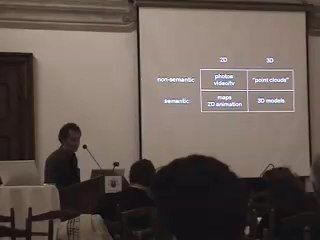 2D 3D
non-semantic photos video/tv "point clouds"
semantic maps 2D animation 3D models